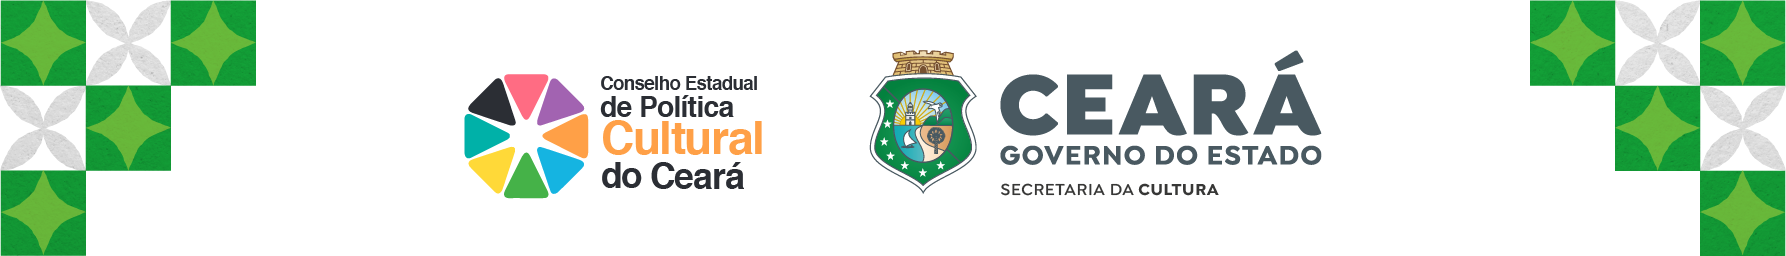 Conselho Estadual
de Política
Cultural
do Ceará
CEARÁ
GOVERNO DO ESTADO
SECRETARIA DA CULTURA